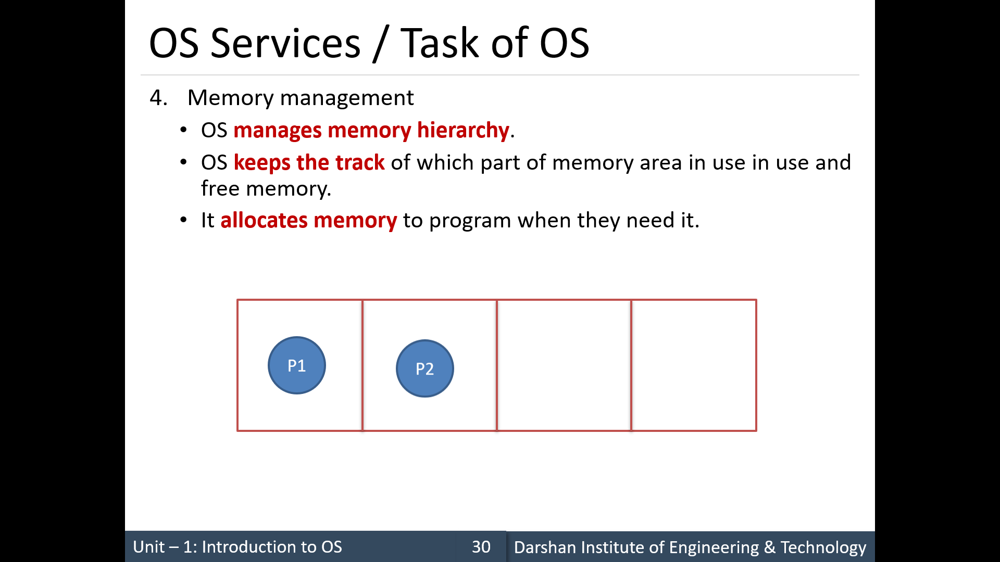 OS Services / Task of OS
4. Memory management
• OS manages memory hierarchy.
• OS keeps the track of which part of memory area in use in use and
free memory.
• It allocates memory to program when they need it.
P1
P2
Unit – 1: Introduction to OS
30
Darshan Institute of Engineering & Technology